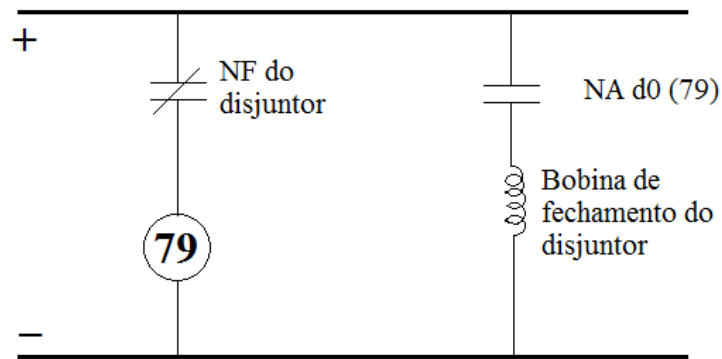 +
NF do
disjuntor
79
NA d0 (79)
Bobina de
fechamento do
disjuntor
−